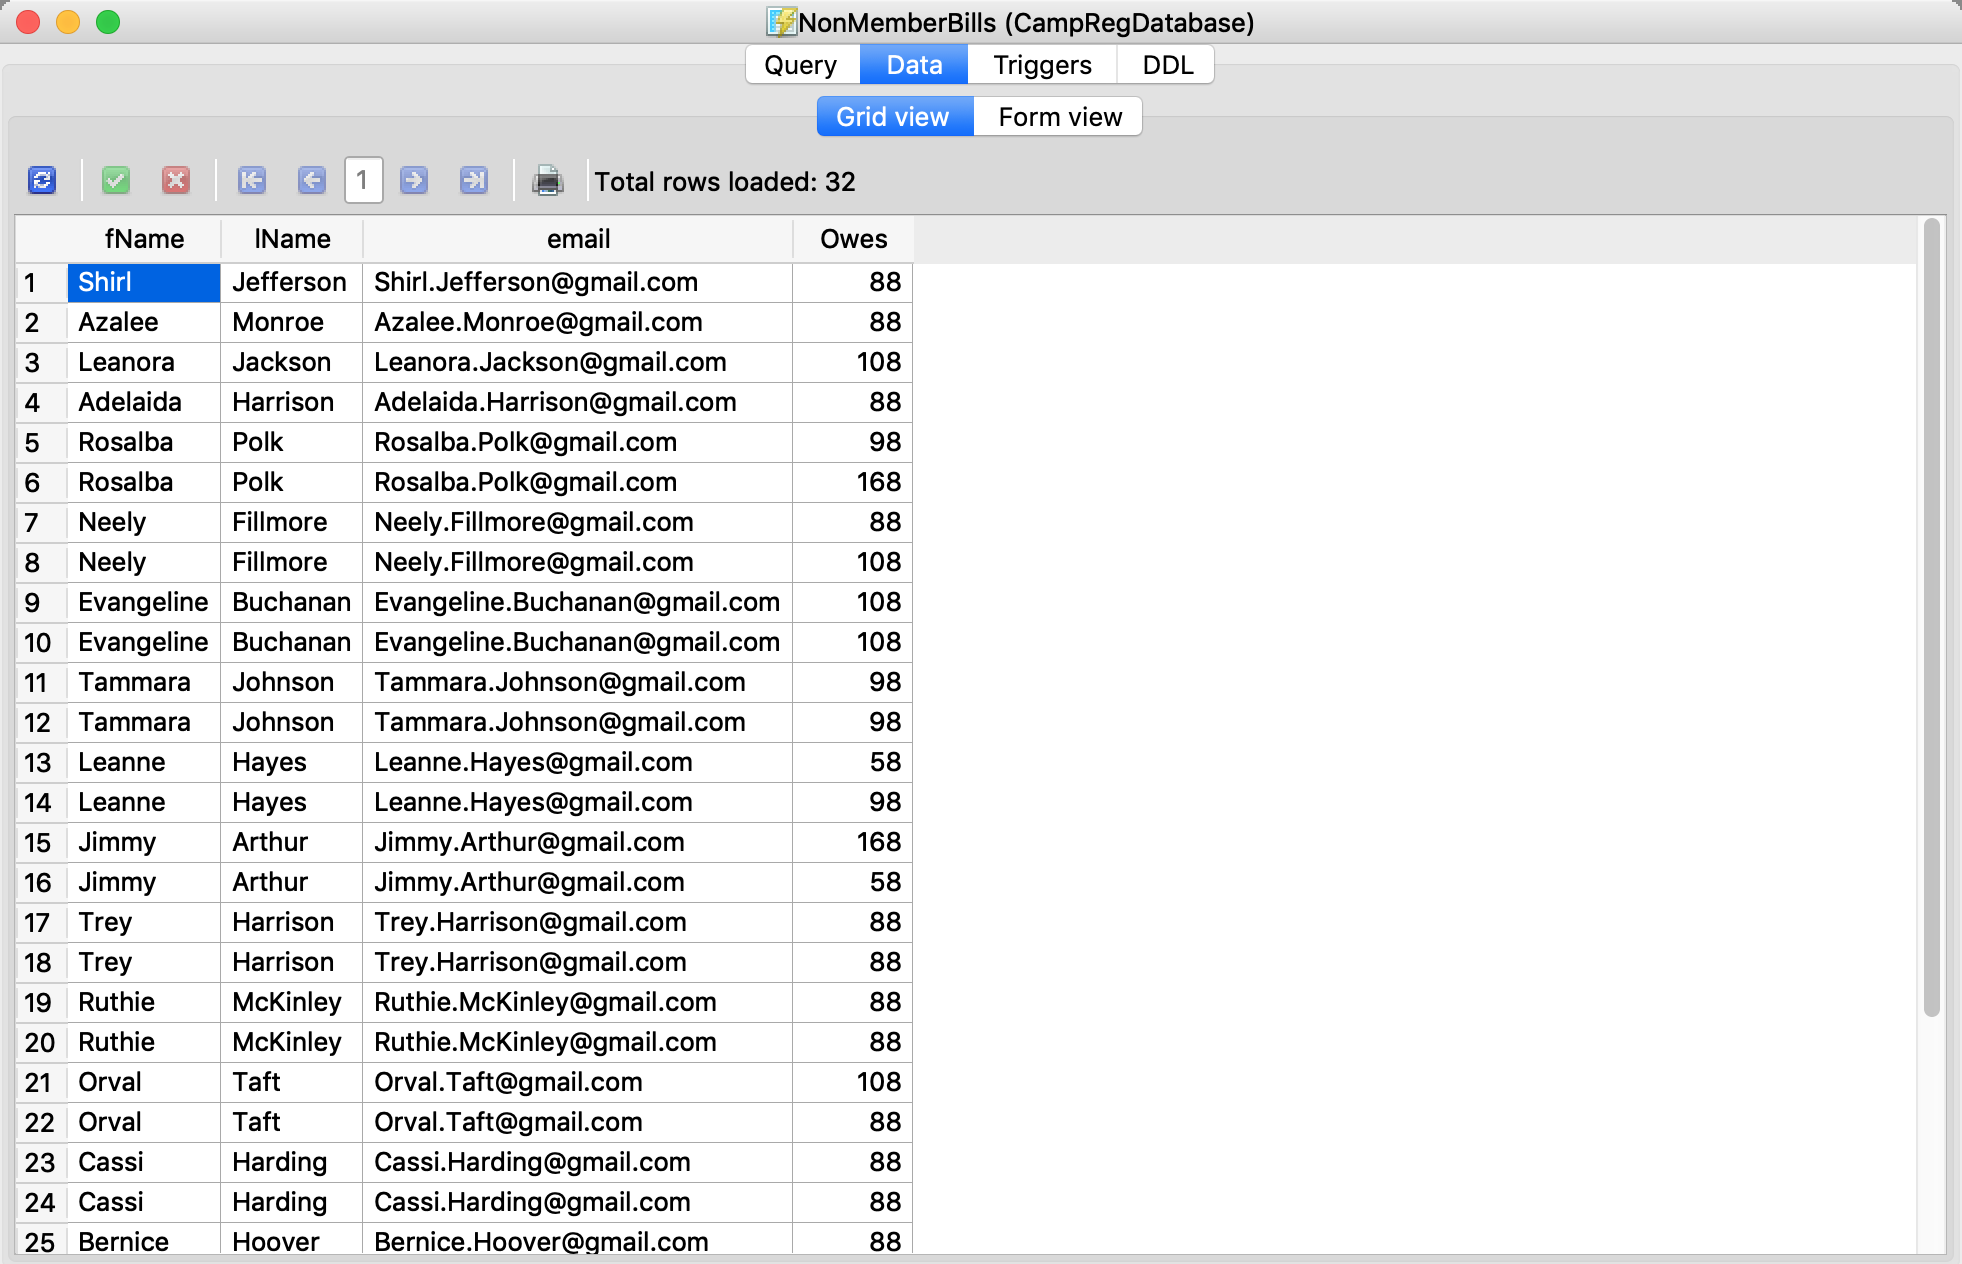 NonMemberBills (CampRegDatabase)
Query Data Triggers DDL
Grid view Form view
1 Total rows loaded: 32
fName lName email Owes
1 Shirl Jefferson Shirl.Jefferson@gmail.com 88
2 Azalee Monroe Azalee.Monroe@gmail.com 88
3 Leanora Jackson Leanora.Jackson@gmail.com 108
4 Adelaida Harrison Adelaida.Harrison@gmail.com 88
5 Rosalba Polk Rosalba.Polk@gmail.com 98
6 Rosalba Polk Rosalba.Polk@gmail.com 168
7 Neely Fillmore Neely.Fillmore@gmail.com 88
8 Neely Fillmore Neely.Fillmore@gmail.com 108
9 Evangeline Buchanan Evangeline.Buchanan@gmail.com 108
10 Evangeline Buchanan Evangeline.Buchanan@gmail.com 108
11 Tammara Johnson Tammara.Johnson@gmail.com 98
12 Tammara Johnson Tammara.Johnson@gmail.com 98
13 Leanne Hayes Leanne.Hayes@gmail.com 58
14 Leanne Hayes Leanne.Hayes@gmail.com 98
15 Jimmy Arthur Jimmy.Arthur@gmail.com 168
16 Jimmy Arthur Jimmy.Arthur@gmail.com 58
17 Trey Harrison Trey.Harrison@gmail.com 88
18 Trey Harrison Trey.Harrison@gmail.com 88
19 Ruthie McKinley Ruthie.McKinley@gmail.com 88
20 Ruthie McKinley Ruthie.McKinley@gmail.com 88
21 Orval Taft Orval.Taft@gmail.com 108
22 Orval Taft Orval.Taft@gmail.com 88
23 Cassi Harding Cassi.Harding@gmail.com 88
24 Cassi Harding Cassi.Harding@gmail.com 88
25 Bernice Hoover Bernice.Hoover@gmail.com 88